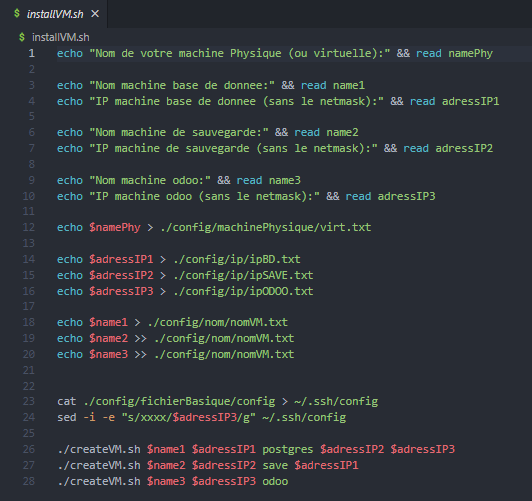 $ installVM.sh ×
$ installVM.sh
1 echo "Nom de votre machine Physique (ou virtuelle):" && read namePhy
2
3 echo "Nom machine base de donnee:" && read name1
4 echo "IP machine base de donnee (sans le netmask):" && read adressIP1
5
6 echo "Nom machine de sauvegarde:" && read name2
7 echo "IP machine de sauvegarde (sans le netmask):" && read adressIP2
8
9 echo "Nom machine odoo:" && read name3
10 echo "IP machine odoo (sans le netmask):" && read adressIP3
11
12 echo $namePhy > ./config/machinePhysique/virt.txt
13
14 echo $adressIP1 > ./config/ip/ipBD.txt
15 echo $adressIP2 > ./config/ip/ipSAVE.txt
16 echo $adressIP3 > ./config/ip/ipODOO.txt
17
18 echo $name1 > ./config/nom/nomVM.txt
19 echo $name2 >> ./config/nom/nomVM.txt
20 echo $name3 >> ./config/nom/nomVM.txt
21
22
23 cat ./config/fichierBasique/config > ~/.ssh/config
24 sed -i -e "s/xxxx/$adressIP3/g" ~/.ssh/config
25
26 ./createVM.sh $name1 $adressIP1 postgres $adressIP2 $adressIP3
27 ./createVM.sh $name2 $adressIP2 save $adressIP1
28 ./createVM.sh $name3 $adressIP3 odoo